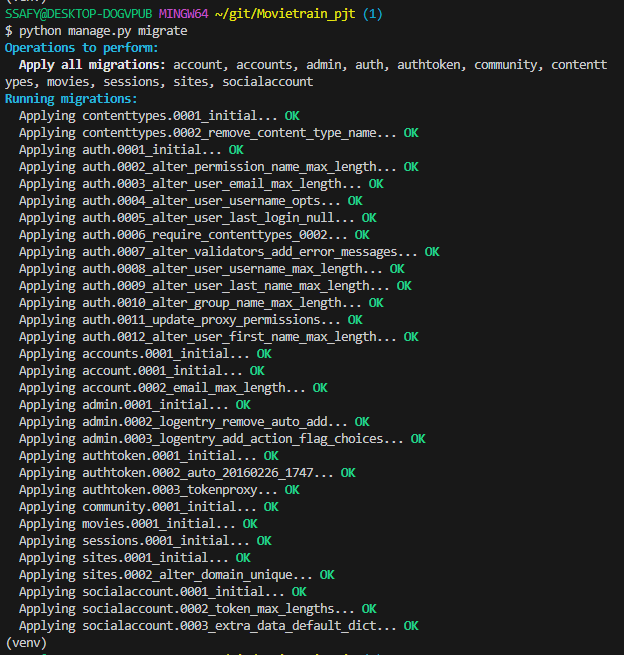 (venv)
SSAFY@DESKTOP-DOGVPUB MINGW64 ~/git/Movietrain_pjt (1)
$ python manage.py migrate
Operations to perform:
  Apply all migrations: account, accounts, admin, auth, authtoken, community, contentt
ypes, movies, sessions, sites, socialaccount
Running migrations:
  Applying contenttypes.0001_initial... OK
  Applying contenttypes.0002_remove_content_type_name... OK
  Applying auth.0001_initial... OK
  Applying auth.0002_alter_permission_name_max_length... OK
  Applying auth.0003_alter_user_email_max_length... OK
  Applying auth.0004_alter_user_username_opts... OK
  Applying auth.0005_alter_user_last_login_null... OK
  Applying auth.0006_require_contenttypes_0002... OK
  Applying auth.0007_alter_validators_add_error_messages... OK
  Applying auth.0008_alter_user_username_max_length... OK
  Applying auth.0009_alter_user_last_name_max_length... OK
  Applying auth.0010_alter_group_name_max_length... OK
  Applying auth.0011_update_proxy_permissions... OK
  Applying auth.0012_alter_user_first_name_max_length... OK
  Applying accounts.0001_initial... OK
  Applying account.0001_initial... OK
  Applying account.0002_email_max_length... OK
  Applying admin.0001_initial... OK
  Applying admin.0002_logentry_remove_auto_add... OK
  Applying admin.0003_logentry_add_action_flag_choices... OK
  Applying authtoken.0001_initial... OK
  Applying authtoken.0002_auto_20160226_1747... OK
  Applying authtoken.0003_tokenproxy... OK
  Applying community.0001_initial... OK
  Applying movies.0001_initial... OK
  Applying sessions.0001_initial... OK
  Applying sites.0001_initial... OK
  Applying sites.0002_alter_domain_unique... OK
  Applying socialaccount.0001_initial... OK
  Applying socialaccount.0002_token_max_lengths... OK
  Applying socialaccount.0003_extra_data_default_dict... OK
(venv)